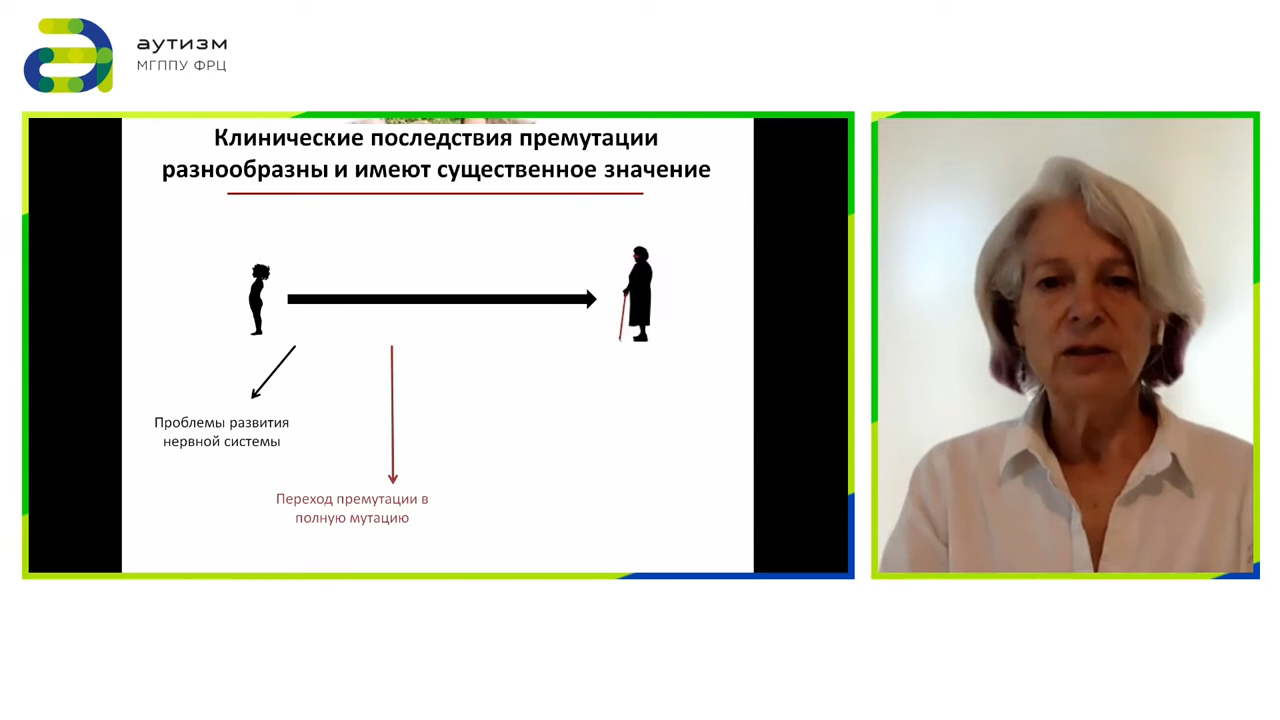 аутизм
МГППУ ФРЦ
Клинические последствия премутации
разнообразны и имеют существенное значение
Проблемы развития
нервной системы
Переход премутации в
полную мутацию